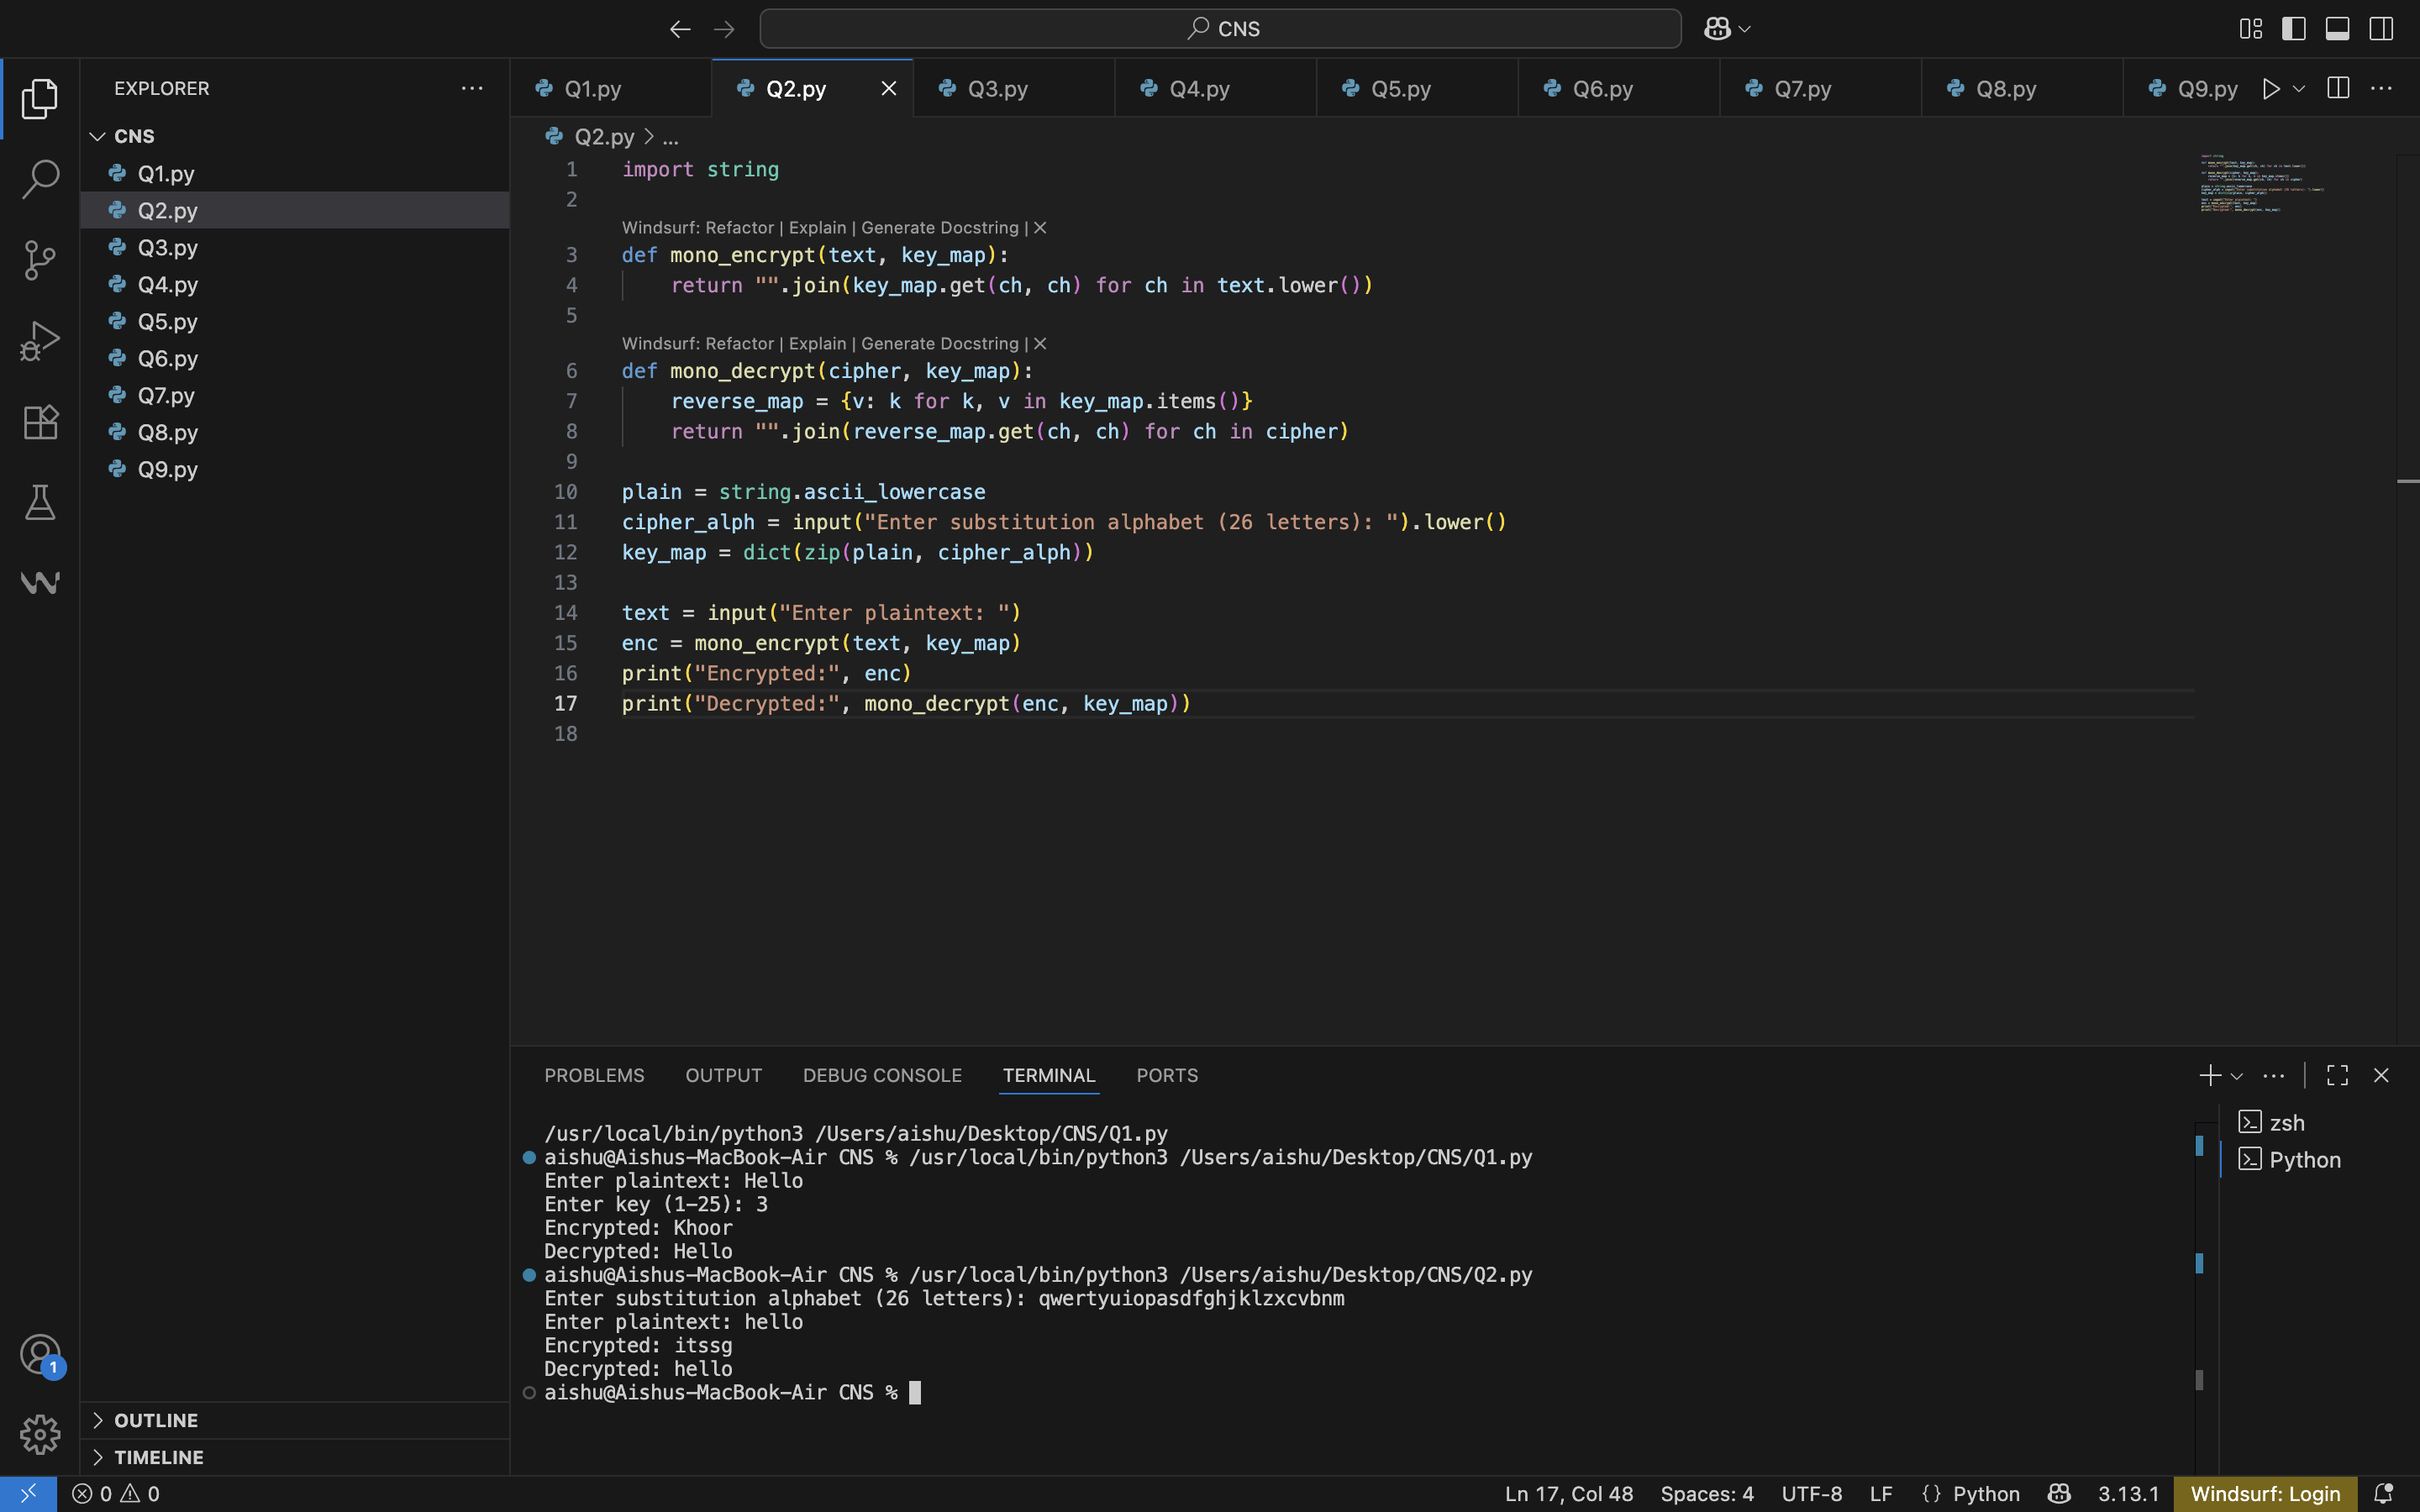 CNS
EXPLORER
CNS
Q1.py
Q2.py
Q3.py
Q4.py
Q5.py
Q6.py
Q7.py
Q8.py
Q9.py
OUTLINE
TIMELINE
1
Q1.py Q2.py Q3.py Q4.py Q5.py Q6.py Q7.py Q8.py Q9.py
Q2.py > ...
1 import string
2
Windsurf: Refactor | Explain | Generate Docstring | ×
3 def mono_encrypt(text, key_map):
4     return "".join(key_map.get(ch, ch) for ch in text.lower())
5
Windsurf: Refactor | Explain | Generate Docstring | ×
6 def mono_decrypt(cipher, key_map):
7     reverse_map = {v: k for k, v in key_map.items()}
8     return "".join(reverse_map.get(ch, ch) for ch in cipher)
9
10 plain = string.ascii_lowercase
11 cipher_alph = input("Enter substitution alphabet (26 letters): ").lower()
12 key_map = dict(zip(plain, cipher_alph))
13
14 text = input("Enter plaintext: ")
15 enc = mono_encrypt(text, key_map)
16 print("Encrypted:", enc)
17 print("Decrypted:", mono_decrypt(enc, key_map))
18
PROBLEMS OUTPUT DEBUG CONSOLE TERMINAL PORTS
/usr/local/bin/python3 /Users/aishu/Desktop/CNS/Q1.py
aishu@Aishus-MacBook-Air CNS % /usr/local/bin/python3 /Users/aishu/Desktop/CNS/Q1.py
Enter plaintext: Hello
Enter key (1-25): 3
Encrypted: Khoor
Decrypted: Hello
aishu@Aishus-MacBook-Air CNS % /usr/local/bin/python3 /Users/aishu/Desktop/CNS/Q2.py
Enter substitution alphabet (26 letters): qwertyuiopasdfghjklzxcvbnm
Enter plaintext: hello
Encrypted: itssg
Decrypted: hello
aishu@Aishus-MacBook-Air CNS %
zsh
Python
0 0 Ln 17, Col 48 Spaces: 4 UTF-8 LF {} Python 3.13.1 Windsurf: Login